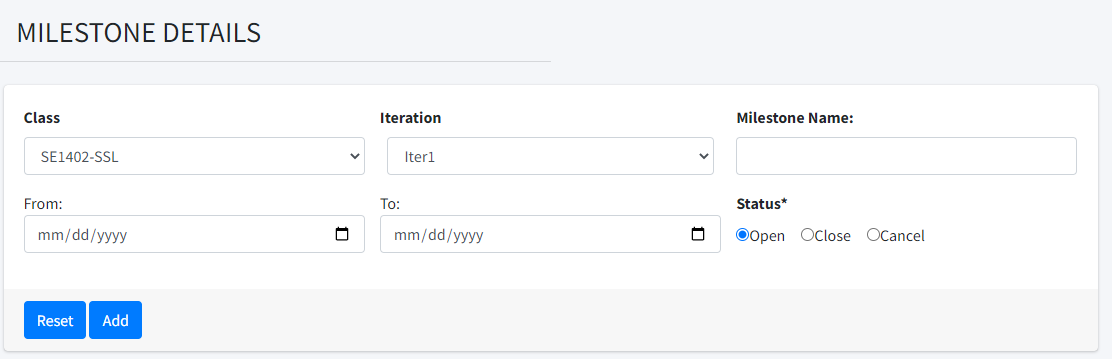 MILESTONE DETAILS
Class Iteration Milestone Name:
SE1402-SSL Iter1
From: To: Status*
mm/dd/yyyy mm/dd/yyyy Open Close Cancel
Reset Add